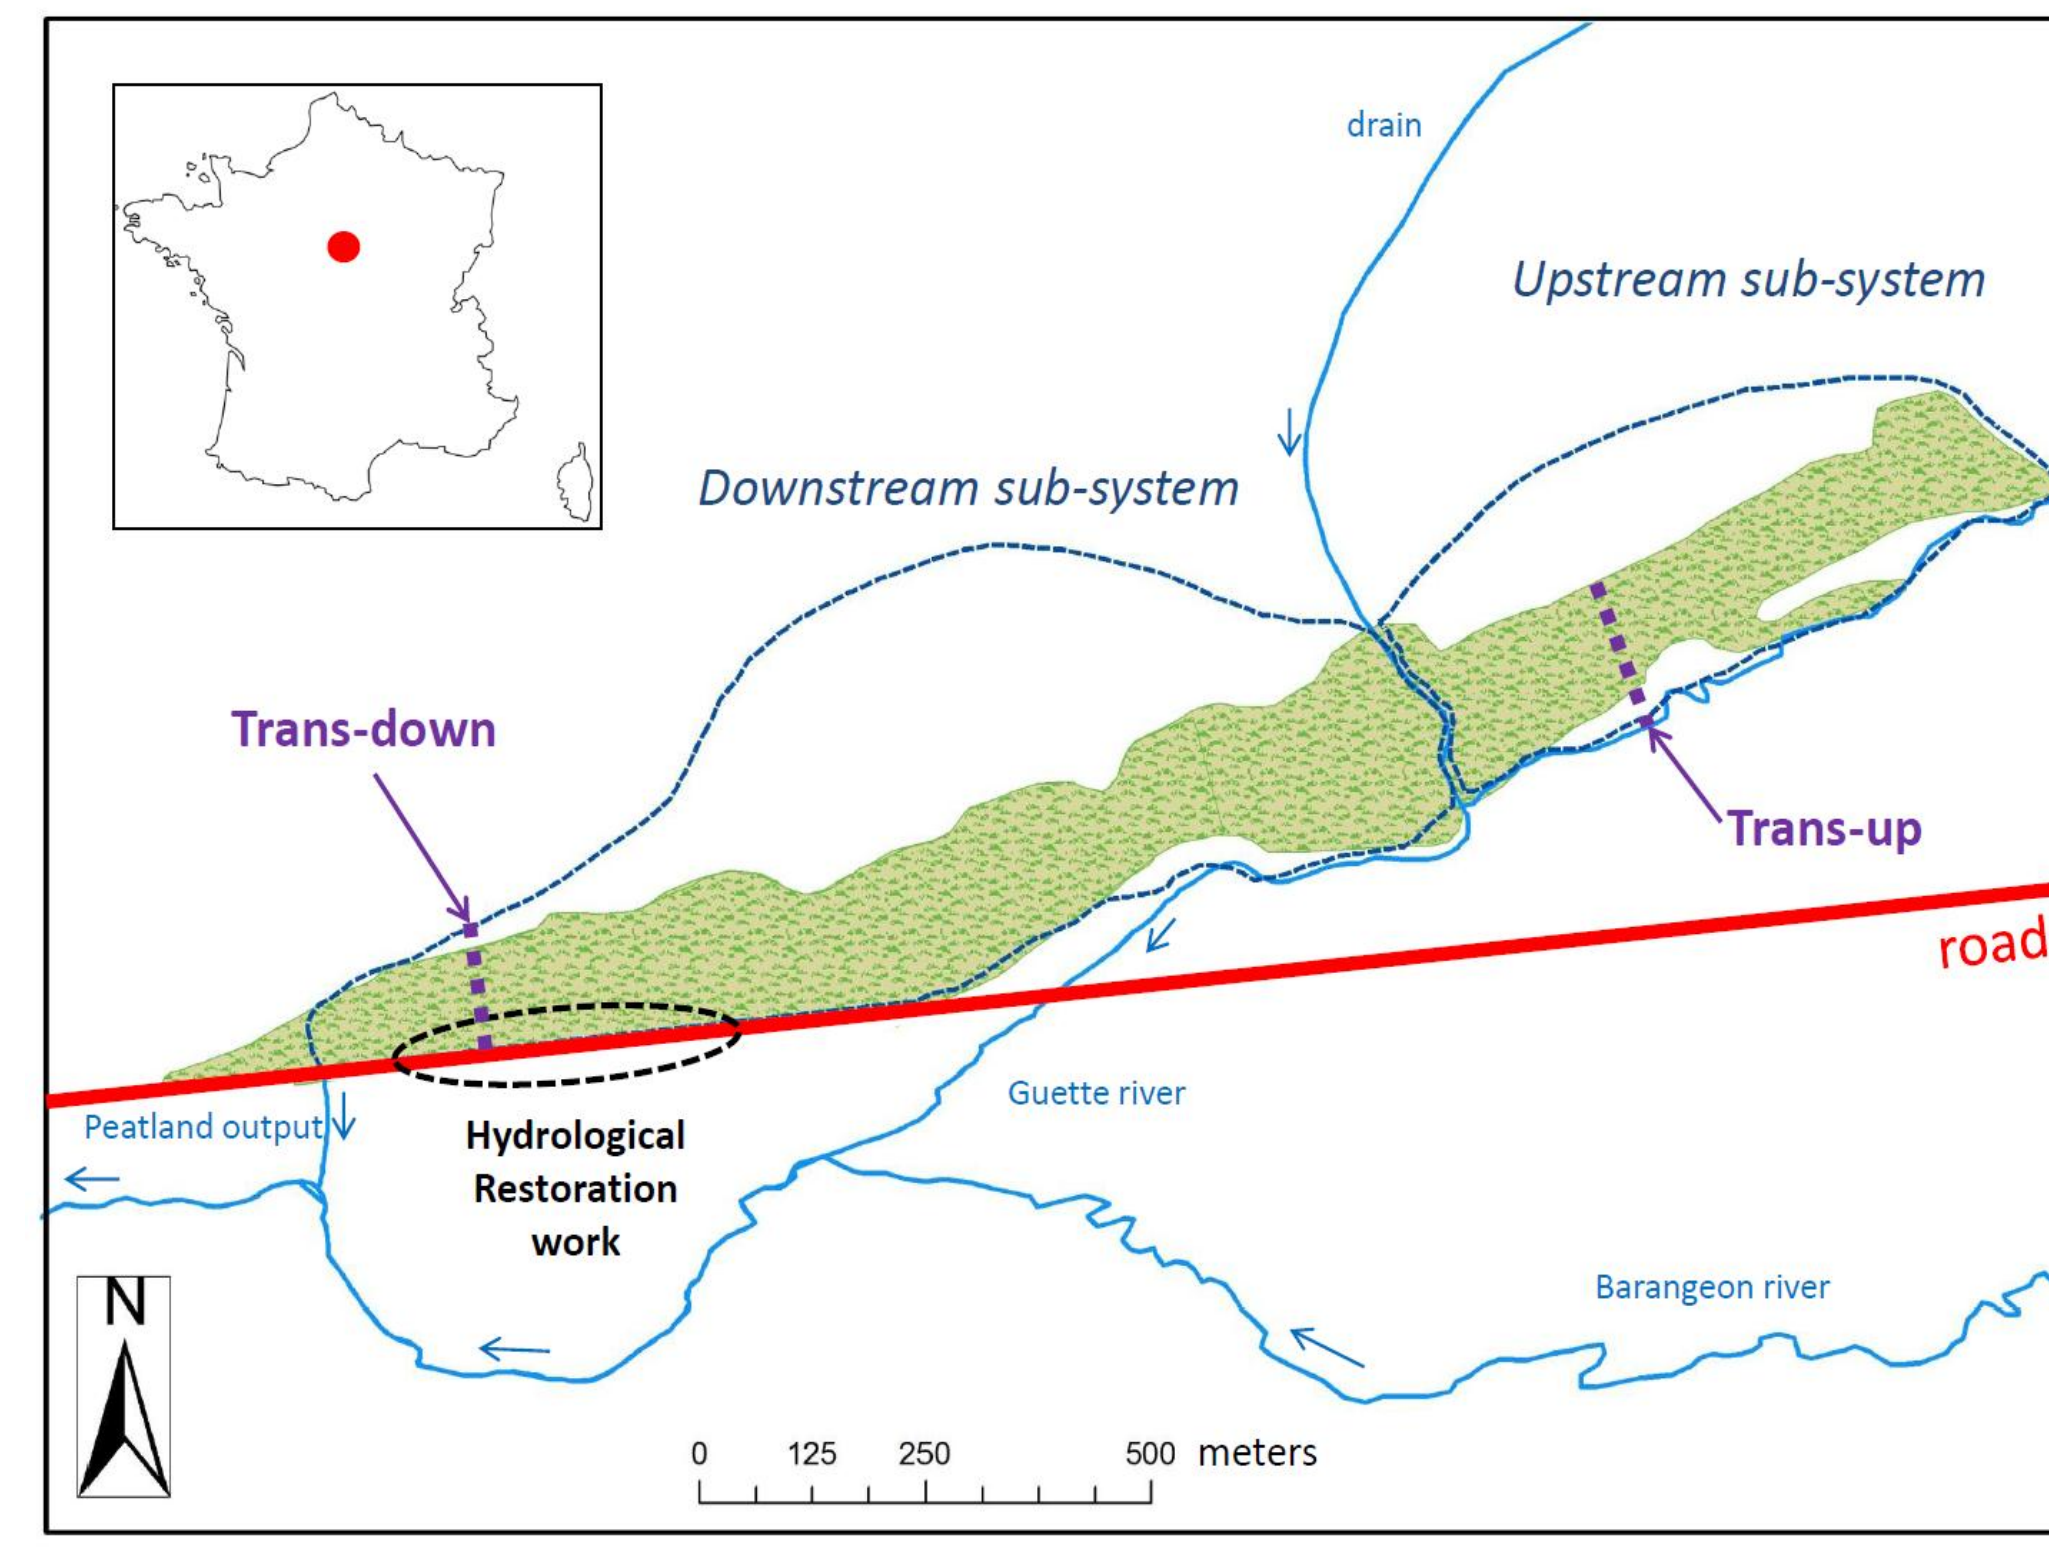 drain
Upstream sub-system
Downstream sub-system
Trans-down
Trans-up
road
Guette river
Peatland output
Hydrological
Restoration
work
Barangeon river
N
0 125 250 500 meters